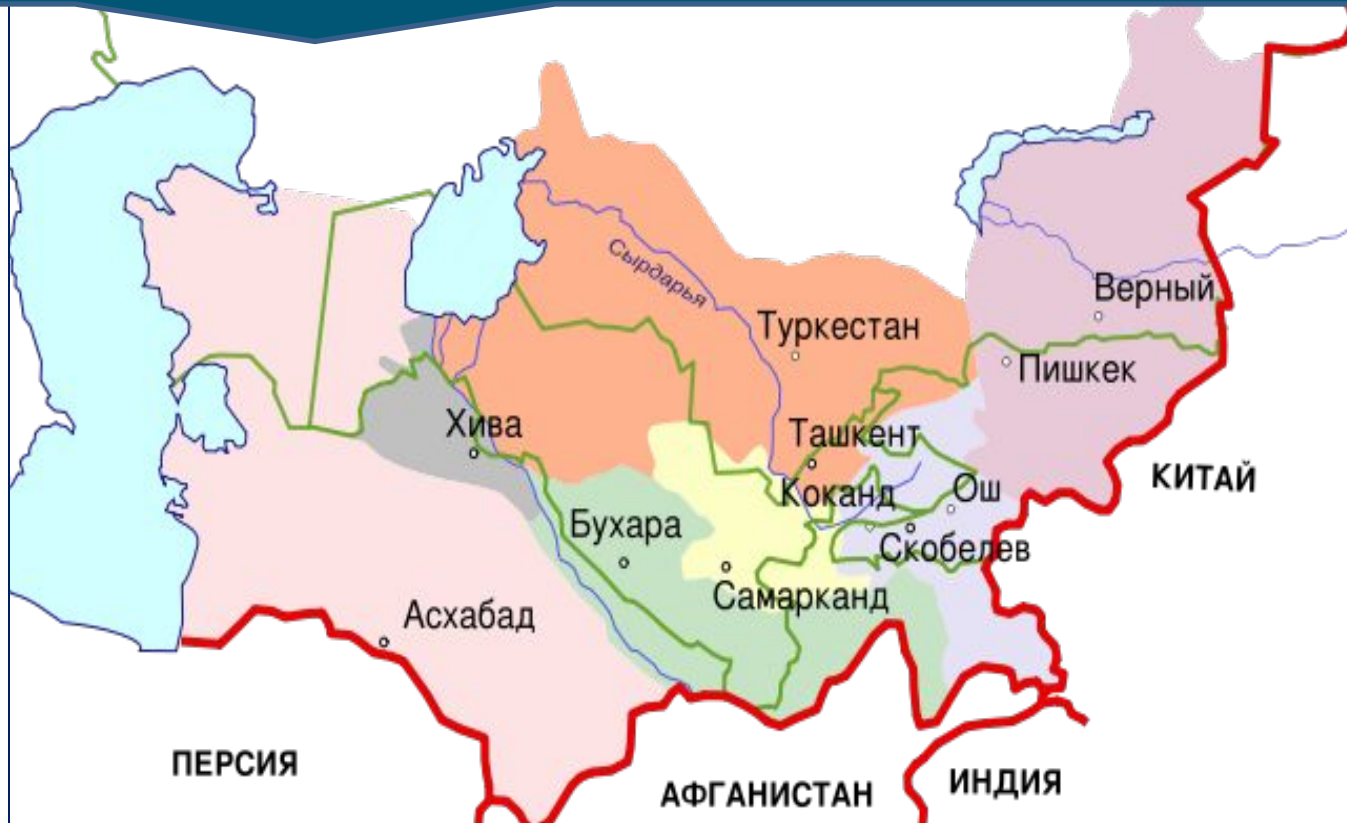 Сырдарья
Верный
Туркестан
Пишкек
Хива
Ташкент
КИТАЙ
Коканд
Ош
Бухара
Скобелев
Самарканд
Асхабад
ПЕРСИЯ
АФГАНИСТАН
ИНДИЯ